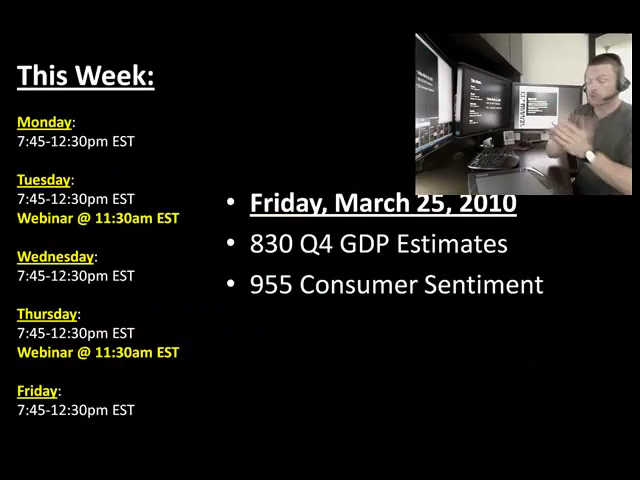 This Week:
Monday:
7:45-12:30pm EST
Tuesday:
7:45-12:30pm EST
Webinar @ 11:30am EST
Wednesday:
7:45-12:30pm EST
Thursday:
7:45-12:30pm EST
Webinar @ 11:30am EST
Friday:
7:45-12:30pm EST
• Friday, March 25, 2010
• 830 Q4 GDP Estimates
• 955 Consumer Sentiment